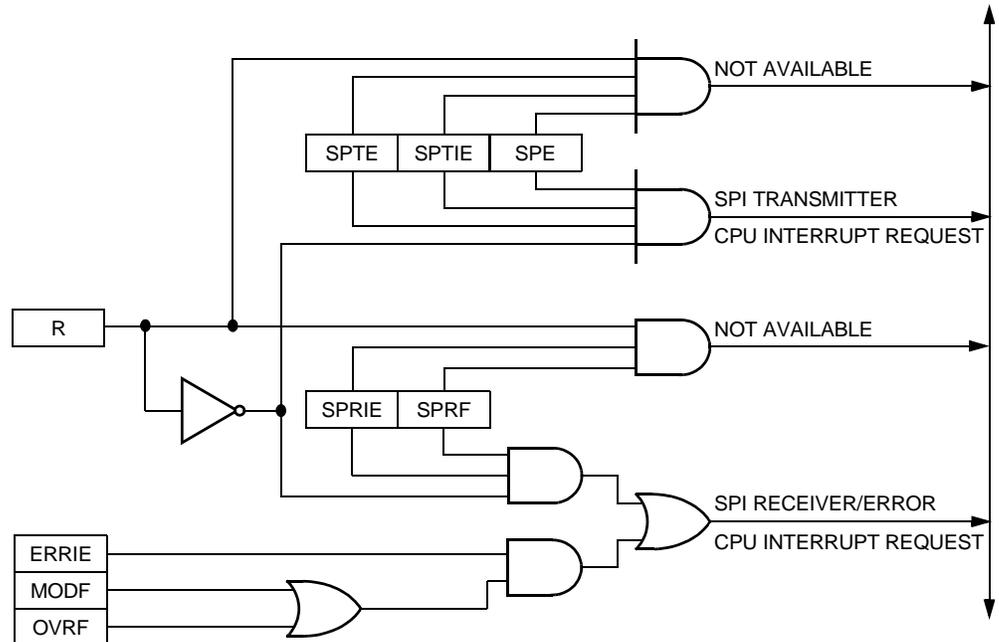 NOT AVAILABLE
SPTE SPTIE SPE
SPI TRANSMITTER
CPU INTERRUPT REQUEST
R
NOT AVAILABLE
SPRIE SPRF
SPI RECEIVER/ERROR
CPU INTERRUPT REQUEST
ERRIE
MODF
OVRF